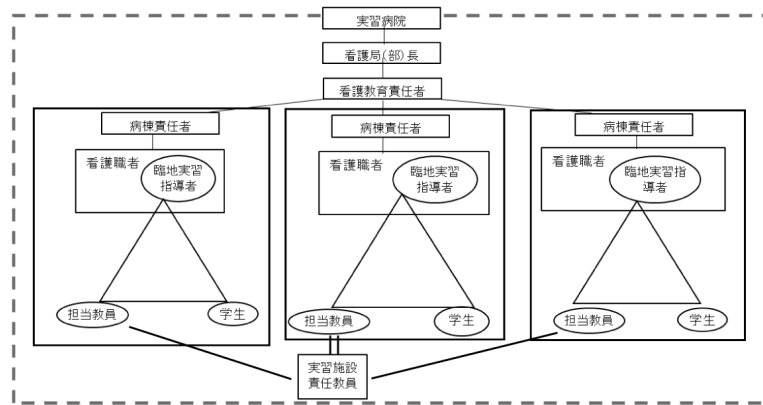 実習病院
看護局(部)長
看護教育責任者
病棟責任者
看護職者
臨地実習
指導者
担当教員
学生
病棟責任者
看護職者
臨地実習
指導者
担当教員
学生
病棟責任者
看護職者
臨地実習指
導者
担当教員
学生
実習施設
責任教員